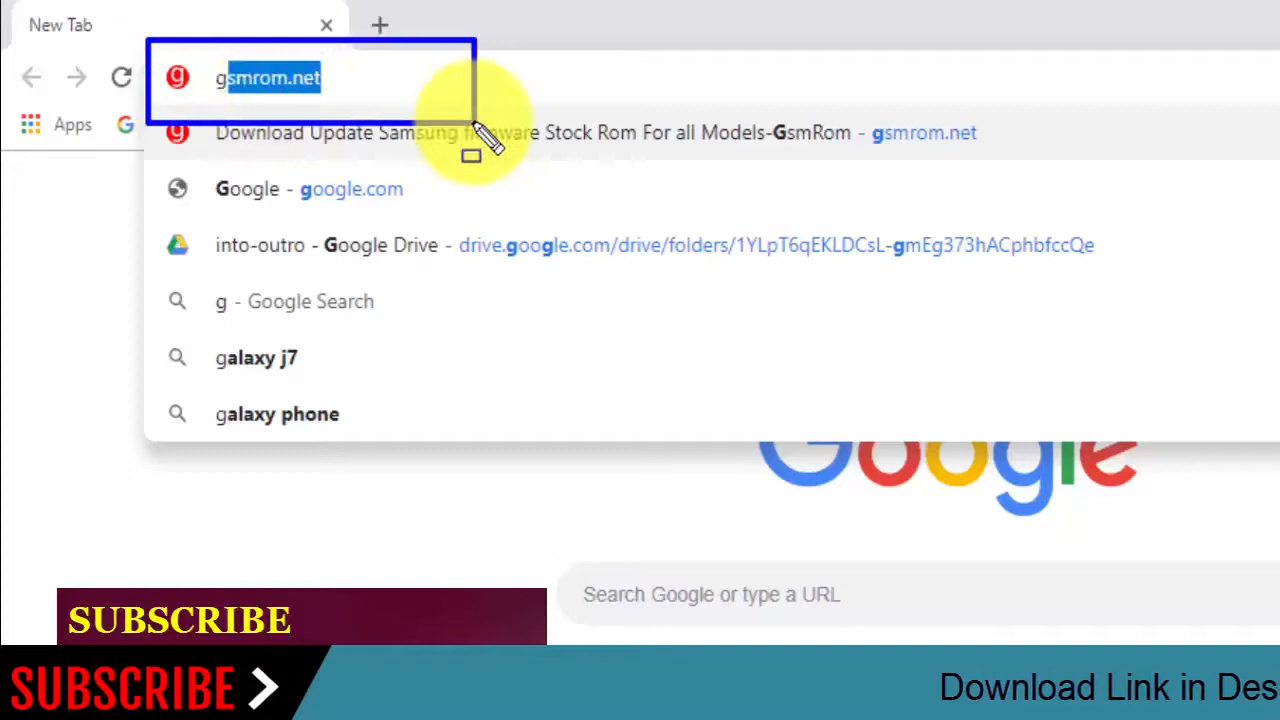 New Tab
gsmrom.net
Apps
Download Update Samsung firmware Stock Rom For all Models-GsmRom - gsmrom.net
Google - google.com
into-outro - Google Drive - drive.google.com/drive/folders/1YLpT6qEKLDCsL-gmEg373hACphbfccQe
g - Google Search
galaxy j7
galaxy phone
Google
Search Google or type a URL
SUBSCRIBE
SUBSCRIBE
Download Link in Des